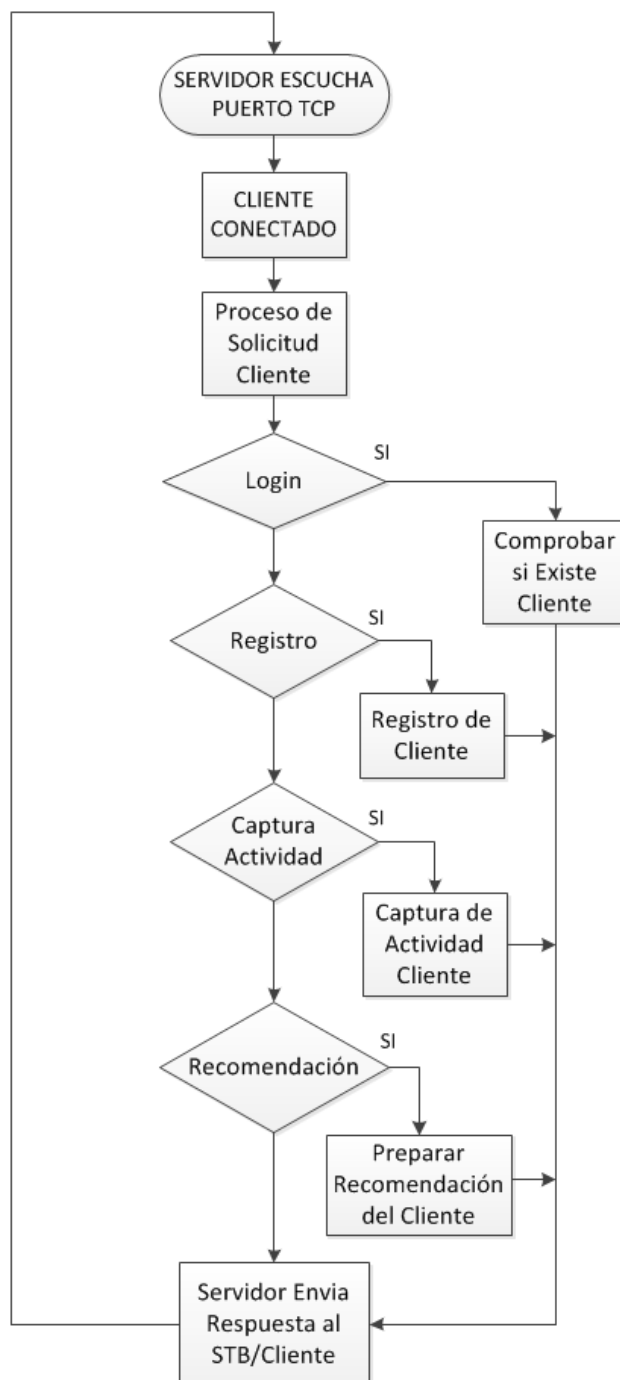 SERVIDOR ESCUCHA
PUERTO TCP
CLIENTE
CONECTADO
Proceso de
Solicitud
Cliente
SI
Login
Comprobar
si Existe
Cliente
SI
Registro
Registro de
Cliente
SI
Captura
Actividad
Captura de
Actividad
Cliente
SI
Recomendación
Preparar
Recomendación
del Cliente
Servidor Envia
Respuesta al
STB/Cliente